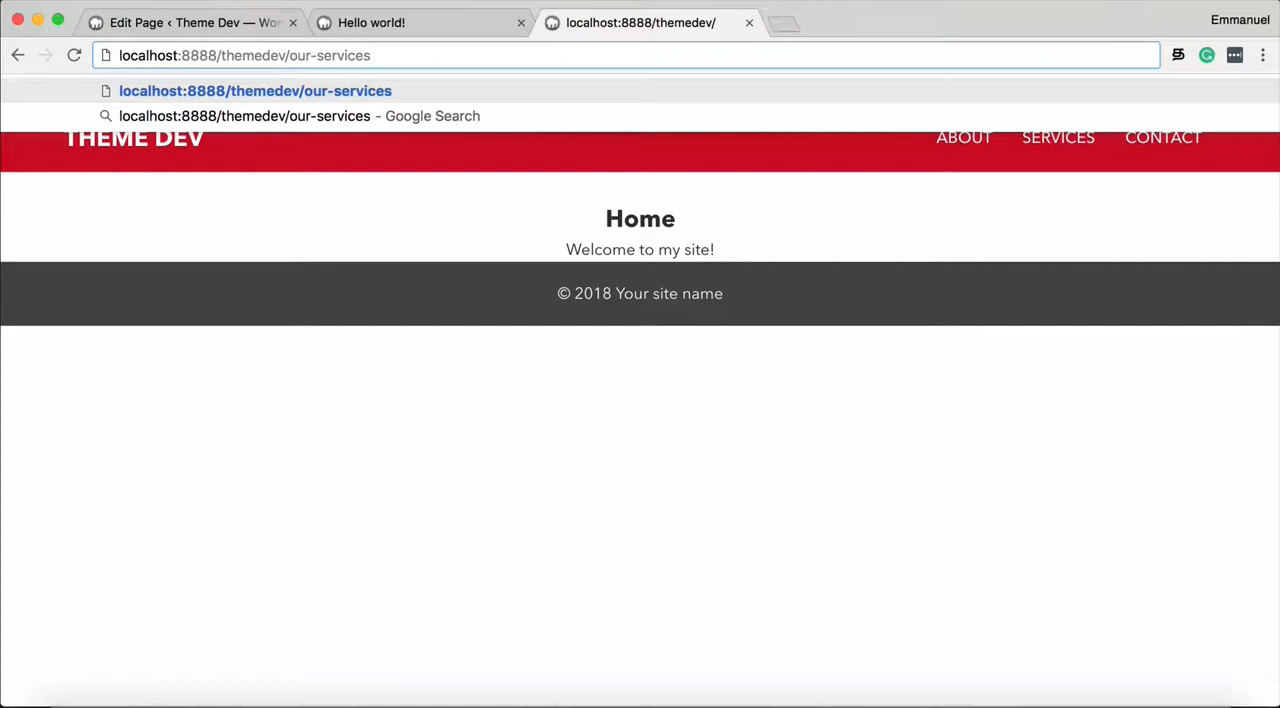 Edit Page ‹ Theme Dev — Wor
Hello world!
localhost:8888/themedev/
Emmanuel
localhost:8888/themedev/our-services
localhost:8888/themedev/our-services
localhost:8888/themedev/our-services - Google Search
THEME DEV
ABOUT
SERVICES
CONTACT
Home
Welcome to my site!
© 2018 Your site name